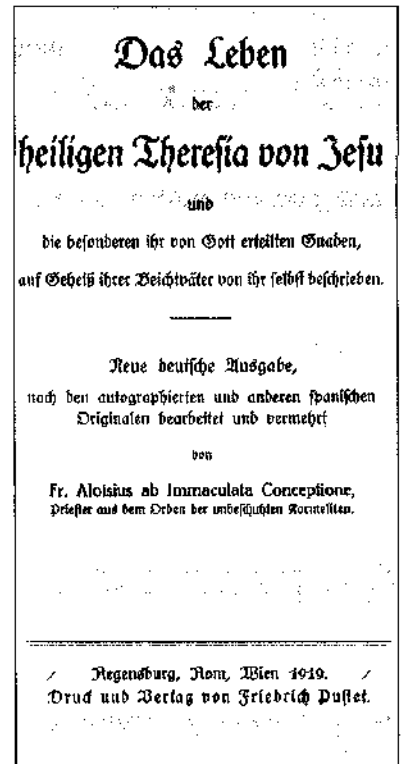 Das Leben
der
heiligen Theresia von Jesu
und
die besonderen ihr von Gott erteilten Gnaden,
auf Geheiß ihrer Beichtväter von ihr selbst beschrieben.
Neue deutsche Ausgabe,
nach den autographierten und anderen spanischen
Originalen bearbeitet und vermehrt
von
Fr. Aloisius ab Immaculata Conceptione,
Priester aus dem Orden der unbeschuhten Karmeliten.
Regensburg, Rom, Wien 1919.
Druck und Verlag von Friedrich Pustet.